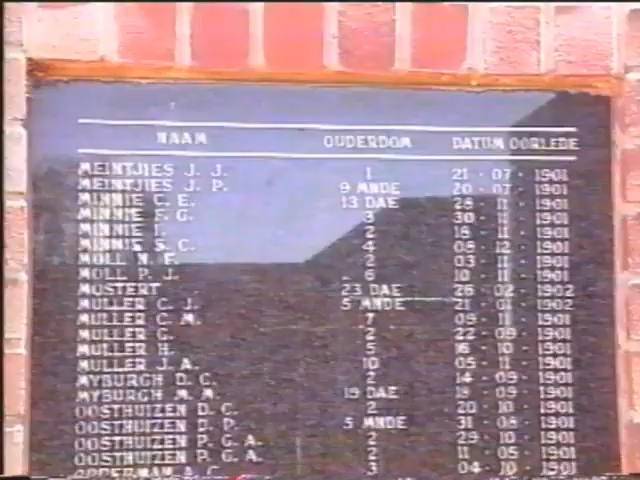 NAAM OUDERDOM DATUM OORLEDE
MEINTJIES J. J. 1 21 - 07 - 1901
MEINTJIES J. P. 9 MNDE 20 - 07 - 1901
MINNIE C. E. 13 DAE 28 - 11 - 1901
MINNIE F. G. 3 30 - 11 - 1901
MINNIE I. 2 18 - 11 - 1901
MINNIE S. C. 4 08 - 12 - 1901
MOLL N. F. 2 03 - 11 - 1901
MOLL P. J. 6 10 - 11 - 1901
MOSTERT 23 DAE 26 - 02 - 1902
MULLER C. J. 5 MNDE 21 - 01 - 1902
MULLER C. M. 7 09 - 11 - 1901
MULLER G. 2 22 - 09 - 1901
MULLER H. 5 16 - 10 - 1901
MULLER J. A. 10 05 - 11 - 1901
MYBURGH D. C. 2 14 - 09 - 1901
MYBURGH M. M. 19 DAE 18 - 09 - 1901
OOSTHUIZEN D. C. 2 20 - 10 - 1901
OOSTHUIZEN D. P. 5 MNDE 31 - 08 - 1901
OOSTHUIZEN P. G. A. 2 29 - 10 - 1901
OOSTHUIZEN P. G. A. 2 11 - 05 - 1901
OPPERMAN A. C. 3 04 - 10 - 1901